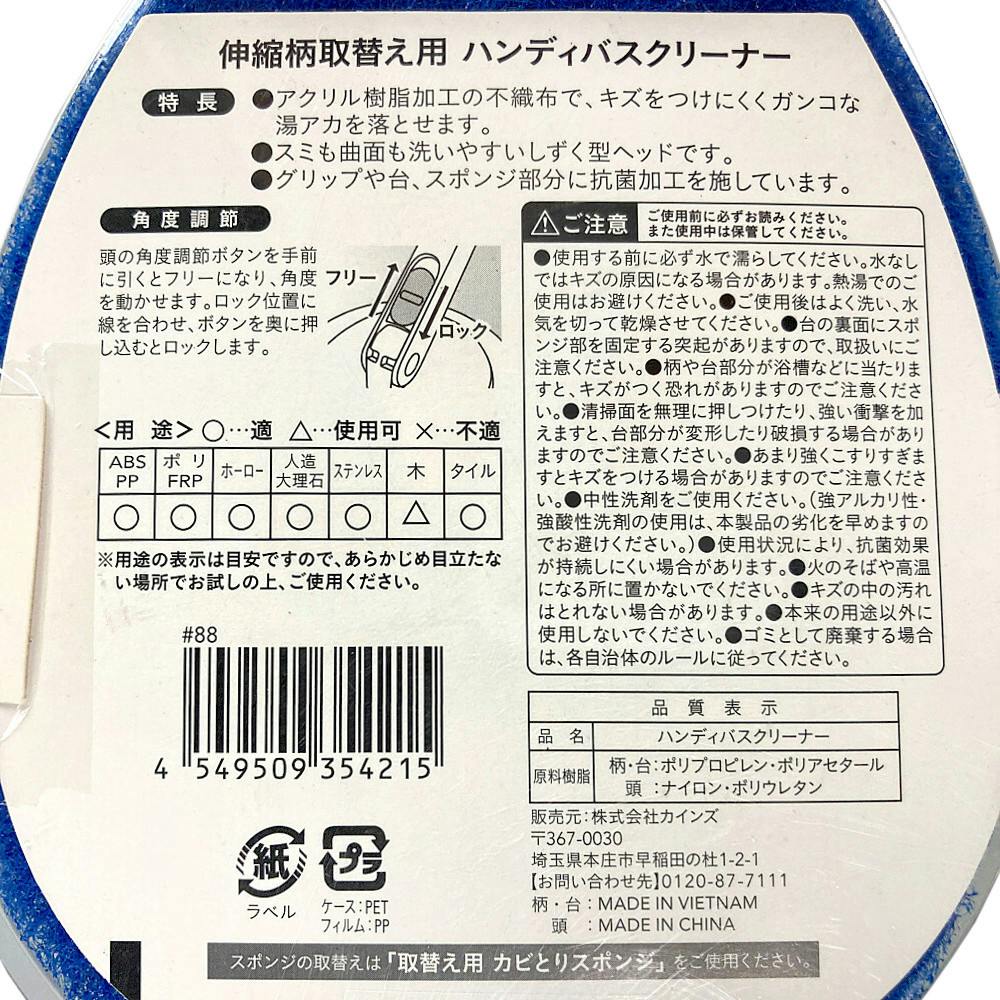 伸縮柄取替え用 ハンディバスクリーナー
特長
●アクリル樹脂加工の不織布で、キズをつけにくくガンコな
湯アカを落とせます。
●スミも曲面も洗いやすいしずく型ヘッドです。
●グリップや台、スポンジ部分に抗菌加工を施しています。
角度調節
頭の角度調節ボタンを手前
に引くとフリーになり、角度
を動かせます。ロック位置に
線を合わせ、ボタンを奥に押
し込むとロックします。
フリー
ロック
<用 途> ○…適 △…使用可 ×…不適
ABS PP ポリ FRP ホーロー 人造大理石 ステンレス 木 タイル
○ ○ ○ ○ ○ △ ○
※用途の表示は目安ですので、あらかじめ目立たな
い場所でお試しの上、ご使用ください。
#88
4 549509 354215
紙
ラベル
プラ
ケース:PET
フィルム:PP
ご注意
ご使用前に必ずお読みください。
また使用中は保管してください。
●使用する前に必ず水で濡らしてください。水なし
ではキズの原因になる場合があります。熱湯でのご
使用はお避けください。●ご使用後はよく洗い、水
気を切って乾燥させてください。●台の裏面にスポ
ンジ部を固定する突起がありますので、取扱いにご
注意ください。●柄や台部分が浴槽などに当たりま
すと、キズがつく恐れがありますのでご注意くださ
い。●清掃面を無理に押しつけたり、強い衝撃を加
えますと、台部分が変形したり破損する場合があり
ますのでご注意ください。●あまり強くこすりすぎま
すとキズをつける場合がありますのでご注意くださ
い。●中性洗剤をご使用ください。(強アルカリ性・
強酸性洗剤の使用は、本製品の劣化を早めますの
でお避けください。)●使用状況により、抗菌効果
が持続しにくい場合があります。●火のそばや高温
になる所に置かないでください。●キズの中の汚れ
はとれない場合があります。●本来の用途以外に
使用しないでください。●ゴミとして廃棄する場合
は、各自治体のルールに従ってください。
品質表示
品名 ハンディバスクリーナー
原料樹脂 柄・台:ポリプロピレン・ポリアセタール
頭 :ナイロン・ポリウレタン
販売元:株式会社カインズ
〒367-0030
埼玉県本庄市早稲田の杜1-2-1
【お問い合わせ先】0120-87-7111
柄・台:MADE IN VIETNAM
頭 :MADE IN CHINA
スポンジの取替えは「取替え用 カビとりスポンジ」をご使用ください。